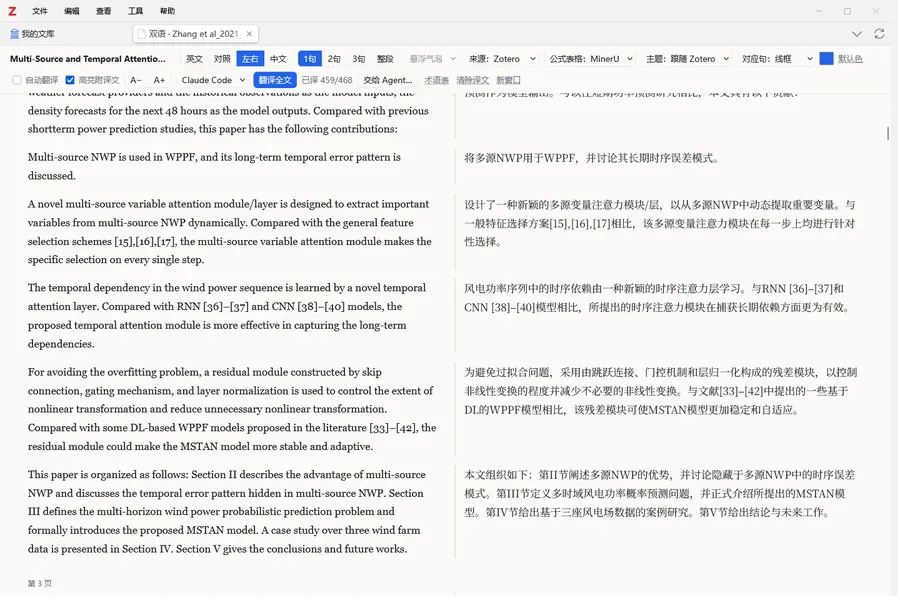 Z 文件 编辑 查看 工具 帮助
我的文库 双语 - Zhang et al_2021_ ×
Multi-Source and Temporal Attentio... 英文 对照 左右 中文 1句 2句 3句 整段 悬浮气泡 来源: Zotero 公式表格: MinerU 主题: 跟随 Zotero 对应句: 线框 默认色
自动翻译 高亮跟译文 A− A+ Claude Code 翻译全文 已译 459/468 交给 Agent... 术语表 清除译文 新窗口
weather forecast providers and the historical observations as the model inputs, the
density forecasts for the next 48 hours as the model outputs. Compared with previous
shortterm power prediction studies, this paper has the following contributions:
Multi-source NWP is used in WPPF, and its long-term temporal error pattern is
discussed.
将多源NWP用于WPPF，并讨论其长期时序误差模式。
A novel multi-source variable attention module/layer is designed to extract important
variables from multi-source NWP dynamically. Compared with the general feature
selection schemes [15],[16],[17], the multi-source variable attention module makes the
specific selection on every single step.
设计了一种新颖的多源变量注意力模块/层，以从多源NWP中动态提取重要变量。与
一般特征选择方案[15],[16],[17]相比，该多源变量注意力模块在每一步上均进行针对
性选择。
The temporal dependency in the wind power sequence is learned by a novel temporal
attention layer. Compared with RNN [36]–[37] and CNN [38]–[40] models, the
proposed temporal attention module is more effective in capturing the long-term
dependencies.
风电功率序列中的时序依赖由一种新颖的时序注意力层学习。与RNN [36]–[37]和
CNN [38]–[40]模型相比，所提出的时序注意力模块在捕获长期依赖方面更为有效。
For avoiding the overfitting problem, a residual module constructed by skip
connection, gating mechanism, and layer normalization is used to control the extent of
nonlinear transformation and reduce unnecessary nonlinear transformation.
Compared with some DL-based WPPF models proposed in the literature [33]–[42], the
residual module could make the MSTAN model more stable and adaptive.
为避免过拟合问题，采用由跳跃连接、门控机制和层归一化构成的残差模块，以控制
非线性变换的程度并减少不必要的非线性变换。与文献[33]–[42]中提出的一些基于
DL的WPPF模型相比，该残差模块可使MSTAN模型更加稳定和自适应。
This paper is organized as follows: Section II describes the advantage of multi-source
NWP and discusses the temporal error pattern hidden in multi-source NWP. Section
III defines the multi-horizon wind power probabilistic prediction problem and
formally introduces the proposed MSTAN model. A case study over three wind farm
data is presented in Section IV. Section V gives the conclusions and future works.
本文组织如下：第II节阐述多源NWP的优势，并讨论隐藏于多源NWP中的时序误差
模式。第III节定义多时域风电功率概率预测问题，并正式介绍所提出的MSTAN模
型。第IV节给出基于三座风电场数据的案例研究。第V节给出结论与未来工作。
第 3 页